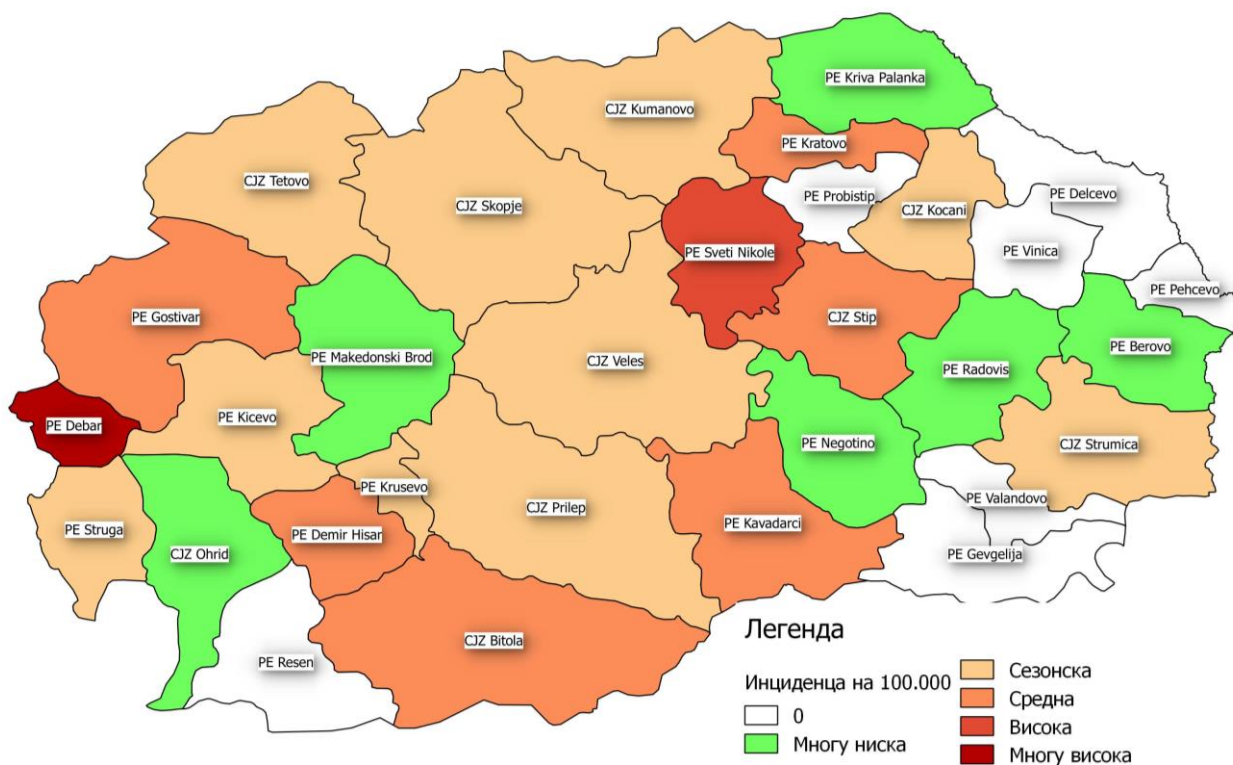 PE Kriva Palanka
CJZ Kumanovo
PE Kratovo
CJZ Tetovo
PE Probistip
PE Delcevo
CJZ Skopje
CJZ Kocani
PE Sveti Nikole
PE Vinica
PE Pehcevo
PE Gostivar
CJZ Stip
PE Berovo
PE Makedonski Brod
CJZ Veles
PE Radovis
PE Debar
PE Kicevo
PE Negotino
CJZ Strumica
PE Krusevo
PE Valandovo
CJZ Prilep
PE Kavadarci
PE Struga
PE Demir Hisar
CJZ Ohrid
PE Gevgelija
CJZ Bitola
PE Resen
Легенда
Инциденца на 100.000
0
Многу ниска
Сезонска
Средна
Висока
Многу висока